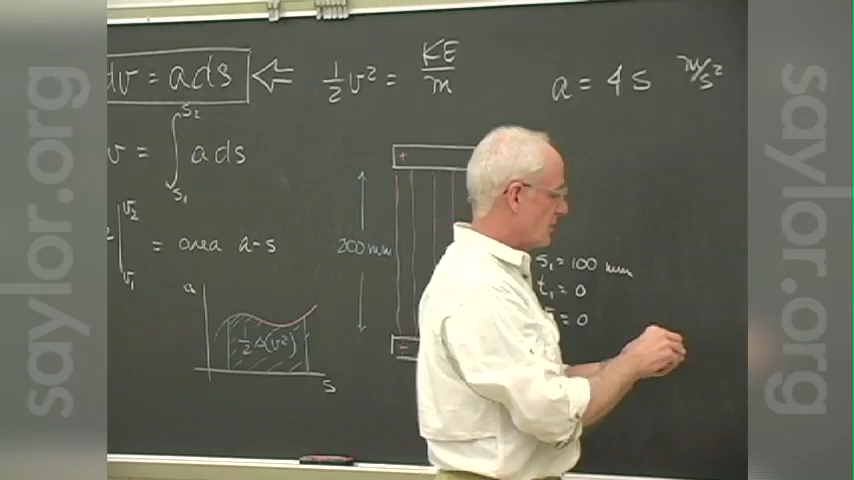 dv = a ds
½v² = KE/m
a = 4s m/s²
v = ∫ a ds
s₂
s₁
v₂
v₁
= area a-s
a
½Δ(v²)
s
+
200 mm
−
s₁ = 100 mm
t₁ = 0
= 0
saylor.org
saylor.org